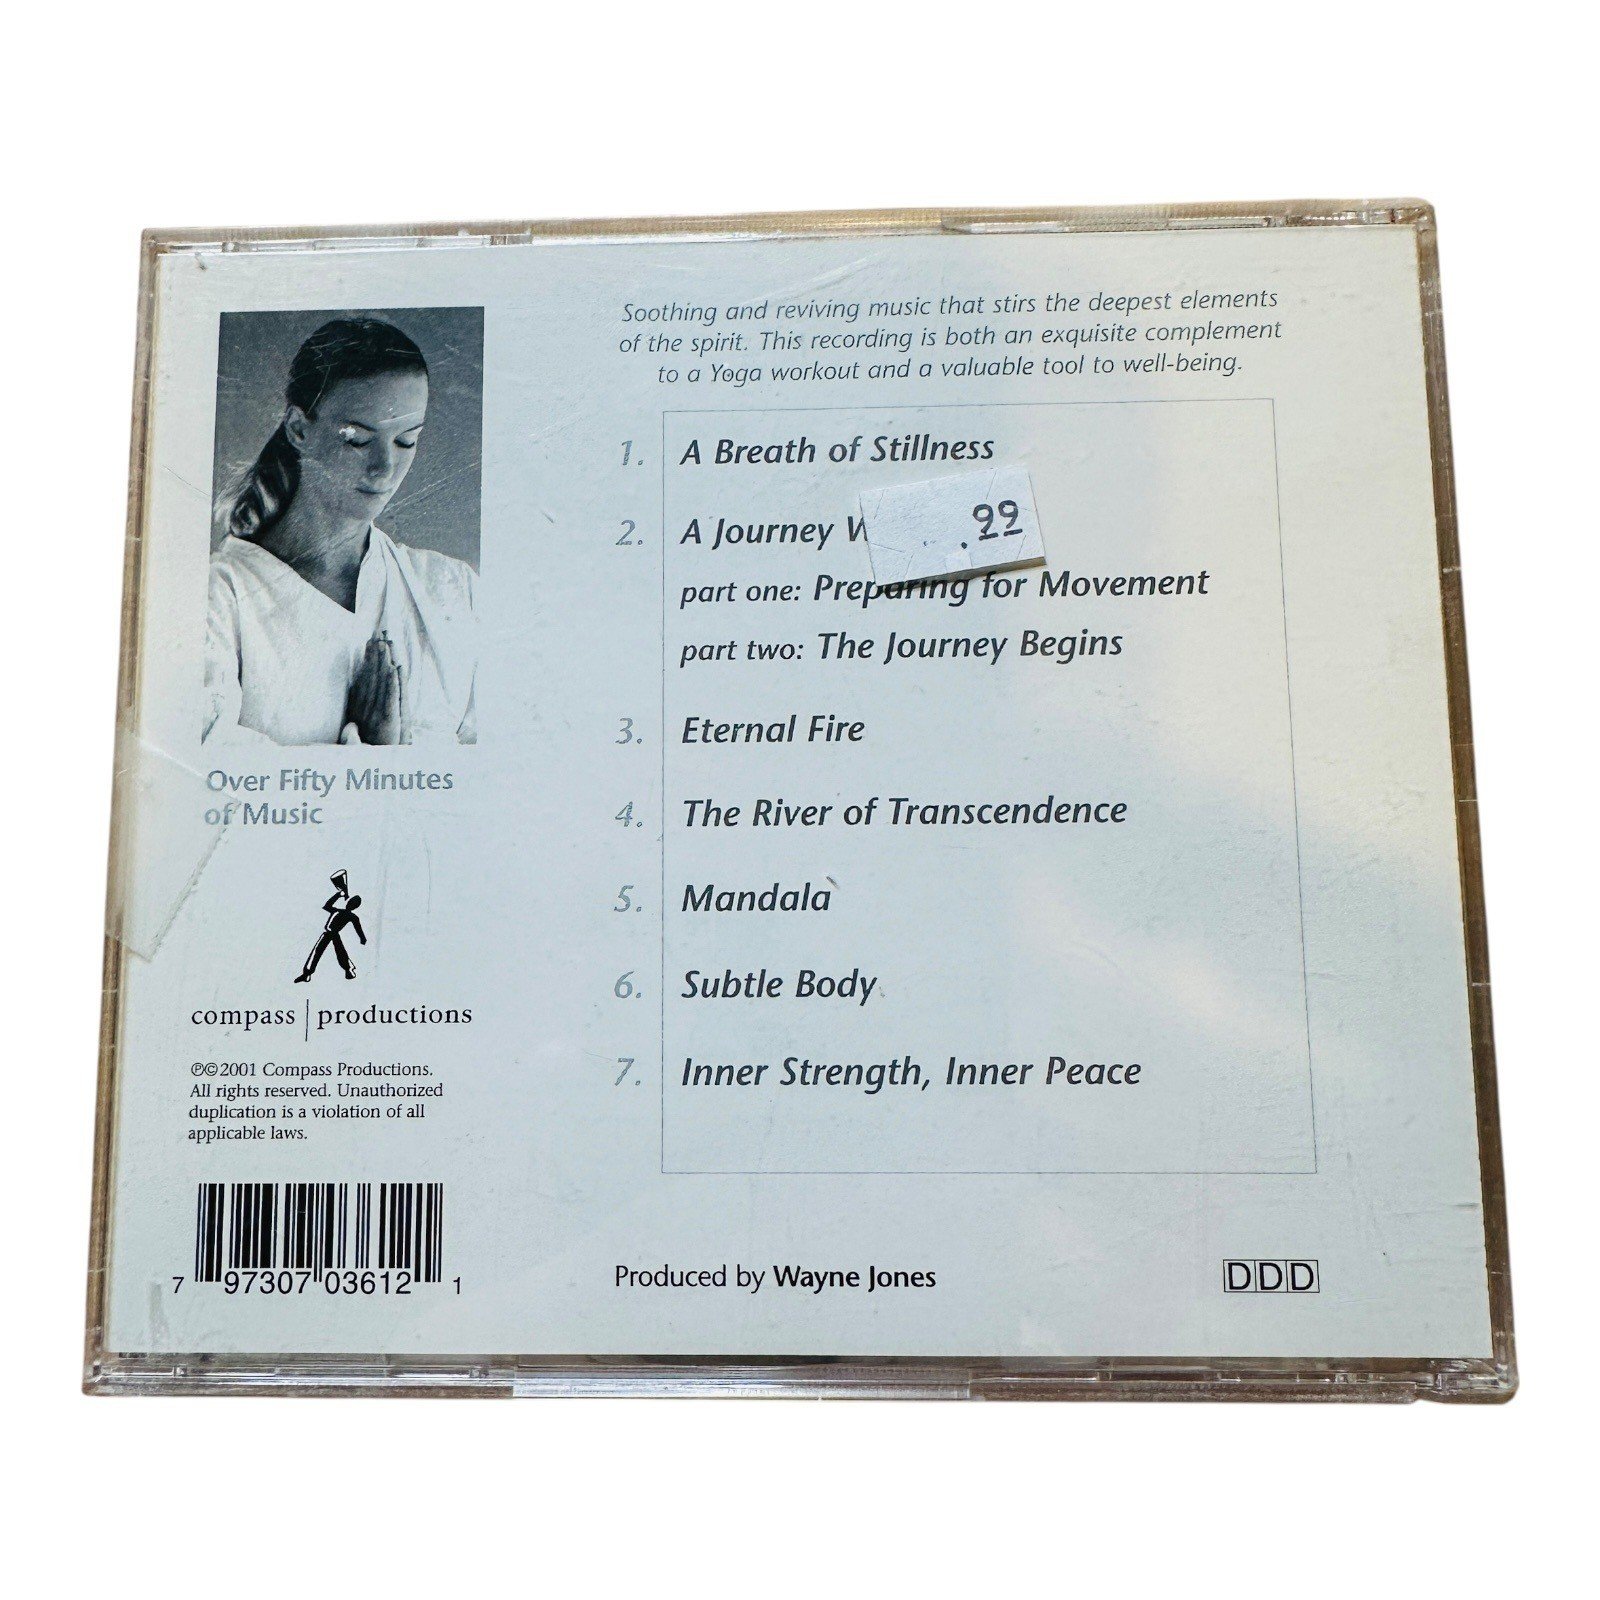 Soothing and reviving music that stirs the deepest elements
of the spirit. This recording is both an exquisite complement
to a Yoga workout and a valuable tool to well-being.
1. A Breath of Stillness
2. A Journey
.99
part one: Preparing for Movement
part two: The Journey Begins
3. Eternal Fire
4. The River of Transcendence
5. Mandala
6. Subtle Body
7. Inner Strength, Inner Peace
Over Fifty Minutes
of Music
compass | productions
℗©2001 Compass Productions.
All rights reserved. Unauthorized
duplication is a violation of all
applicable laws.
7 97307 03612 1
Produced by Wayne Jones
DDD